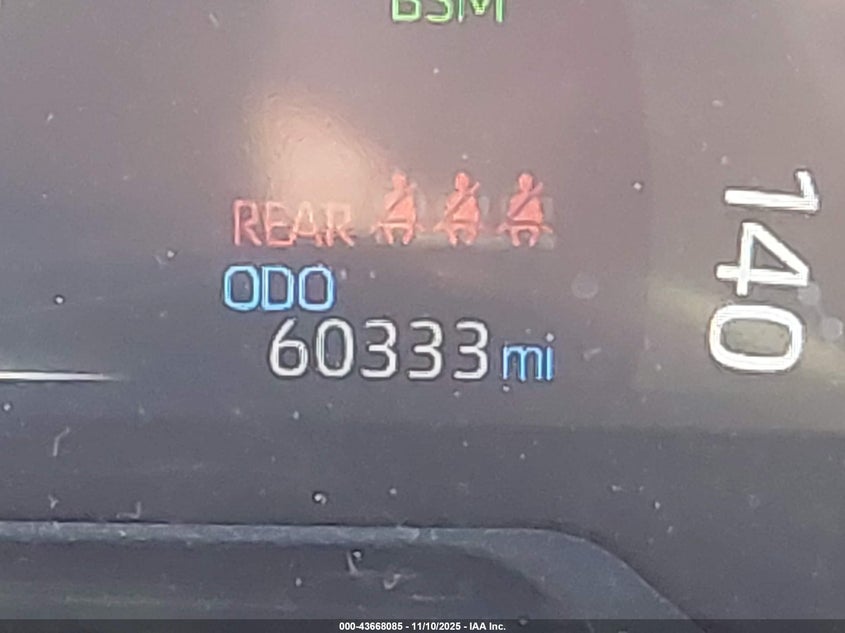 BSM
REAR
ODO
60333 mi
140
000-43668085 - 11/10/2025 - IAA Inc.